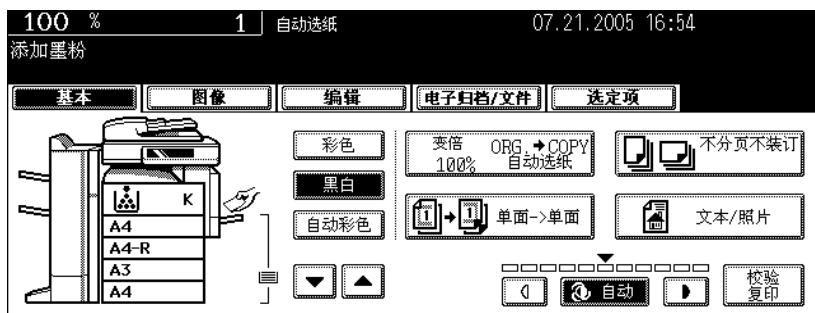 100 % 1 自动选纸 07.21.2005 16:54
添加墨粉
基本 图像 编辑 电子归档/文件 选定项
彩色
黑白
自动彩色
变倍 ORG.➔COPY
100% 自动选纸
不分页不装订
1➔1 单面->单面
文本/照片
K
A4
A4-R
A3
A4
自动
校验
复印